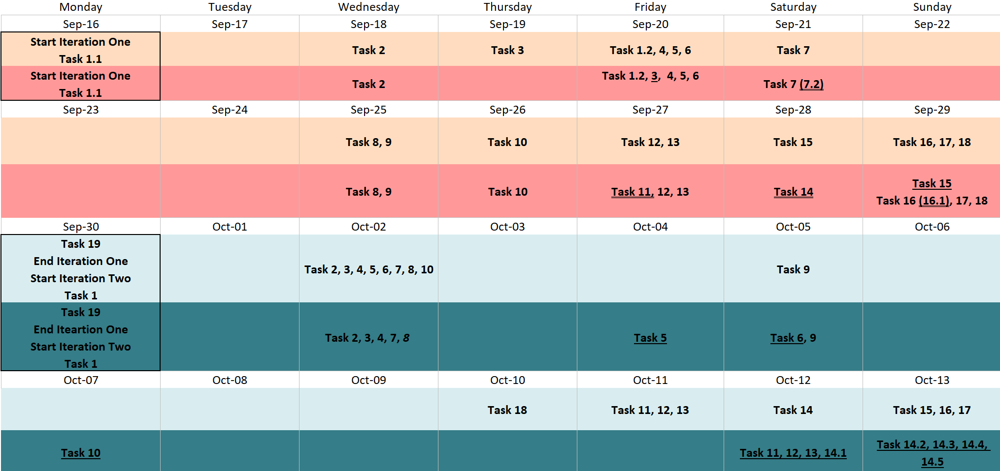 Monday Tuesday Wednesday Thursday Friday Saturday Sunday
Sep-16 Sep-17 Sep-18 Sep-19 Sep-20 Sep-21 Sep-22
Start Iteration One
Task 1.1
Task 2
Task 3
Task 1.2, 4, 5, 6
Task 7
Start Iteration One
Task 1.1
Task 2
Task 1.2, 3, 4, 5, 6
Task 7 (7.2)
Sep-23 Sep-24 Sep-25 Sep-26 Sep-27 Sep-28 Sep-29
Task 8, 9
Task 10
Task 12, 13
Task 15
Task 16, 17, 18
Task 8, 9
Task 10
Task 11, 12, 13
Task 14
Task 15
Task 16 (16.1), 17, 18
Sep-30 Oct-01 Oct-02 Oct-03 Oct-04 Oct-05 Oct-06
Task 19
End Iteration One
Start Iteration Two
Task 1
Task 2, 3, 4, 5, 6, 7, 8, 10
Task 9
Task 19
End Iteartion One
Start Iteration Two
Task 1
Task 2, 3, 4, 7, 8
Task 5
Task 6, 9
Oct-07 Oct-08 Oct-09 Oct-10 Oct-11 Oct-12 Oct-13
Task 18
Task 11, 12, 13
Task 14
Task 15, 16, 17
Task 10
Task 11, 12, 13, 14.1
Task 14.2, 14.3, 14.4,
14.5